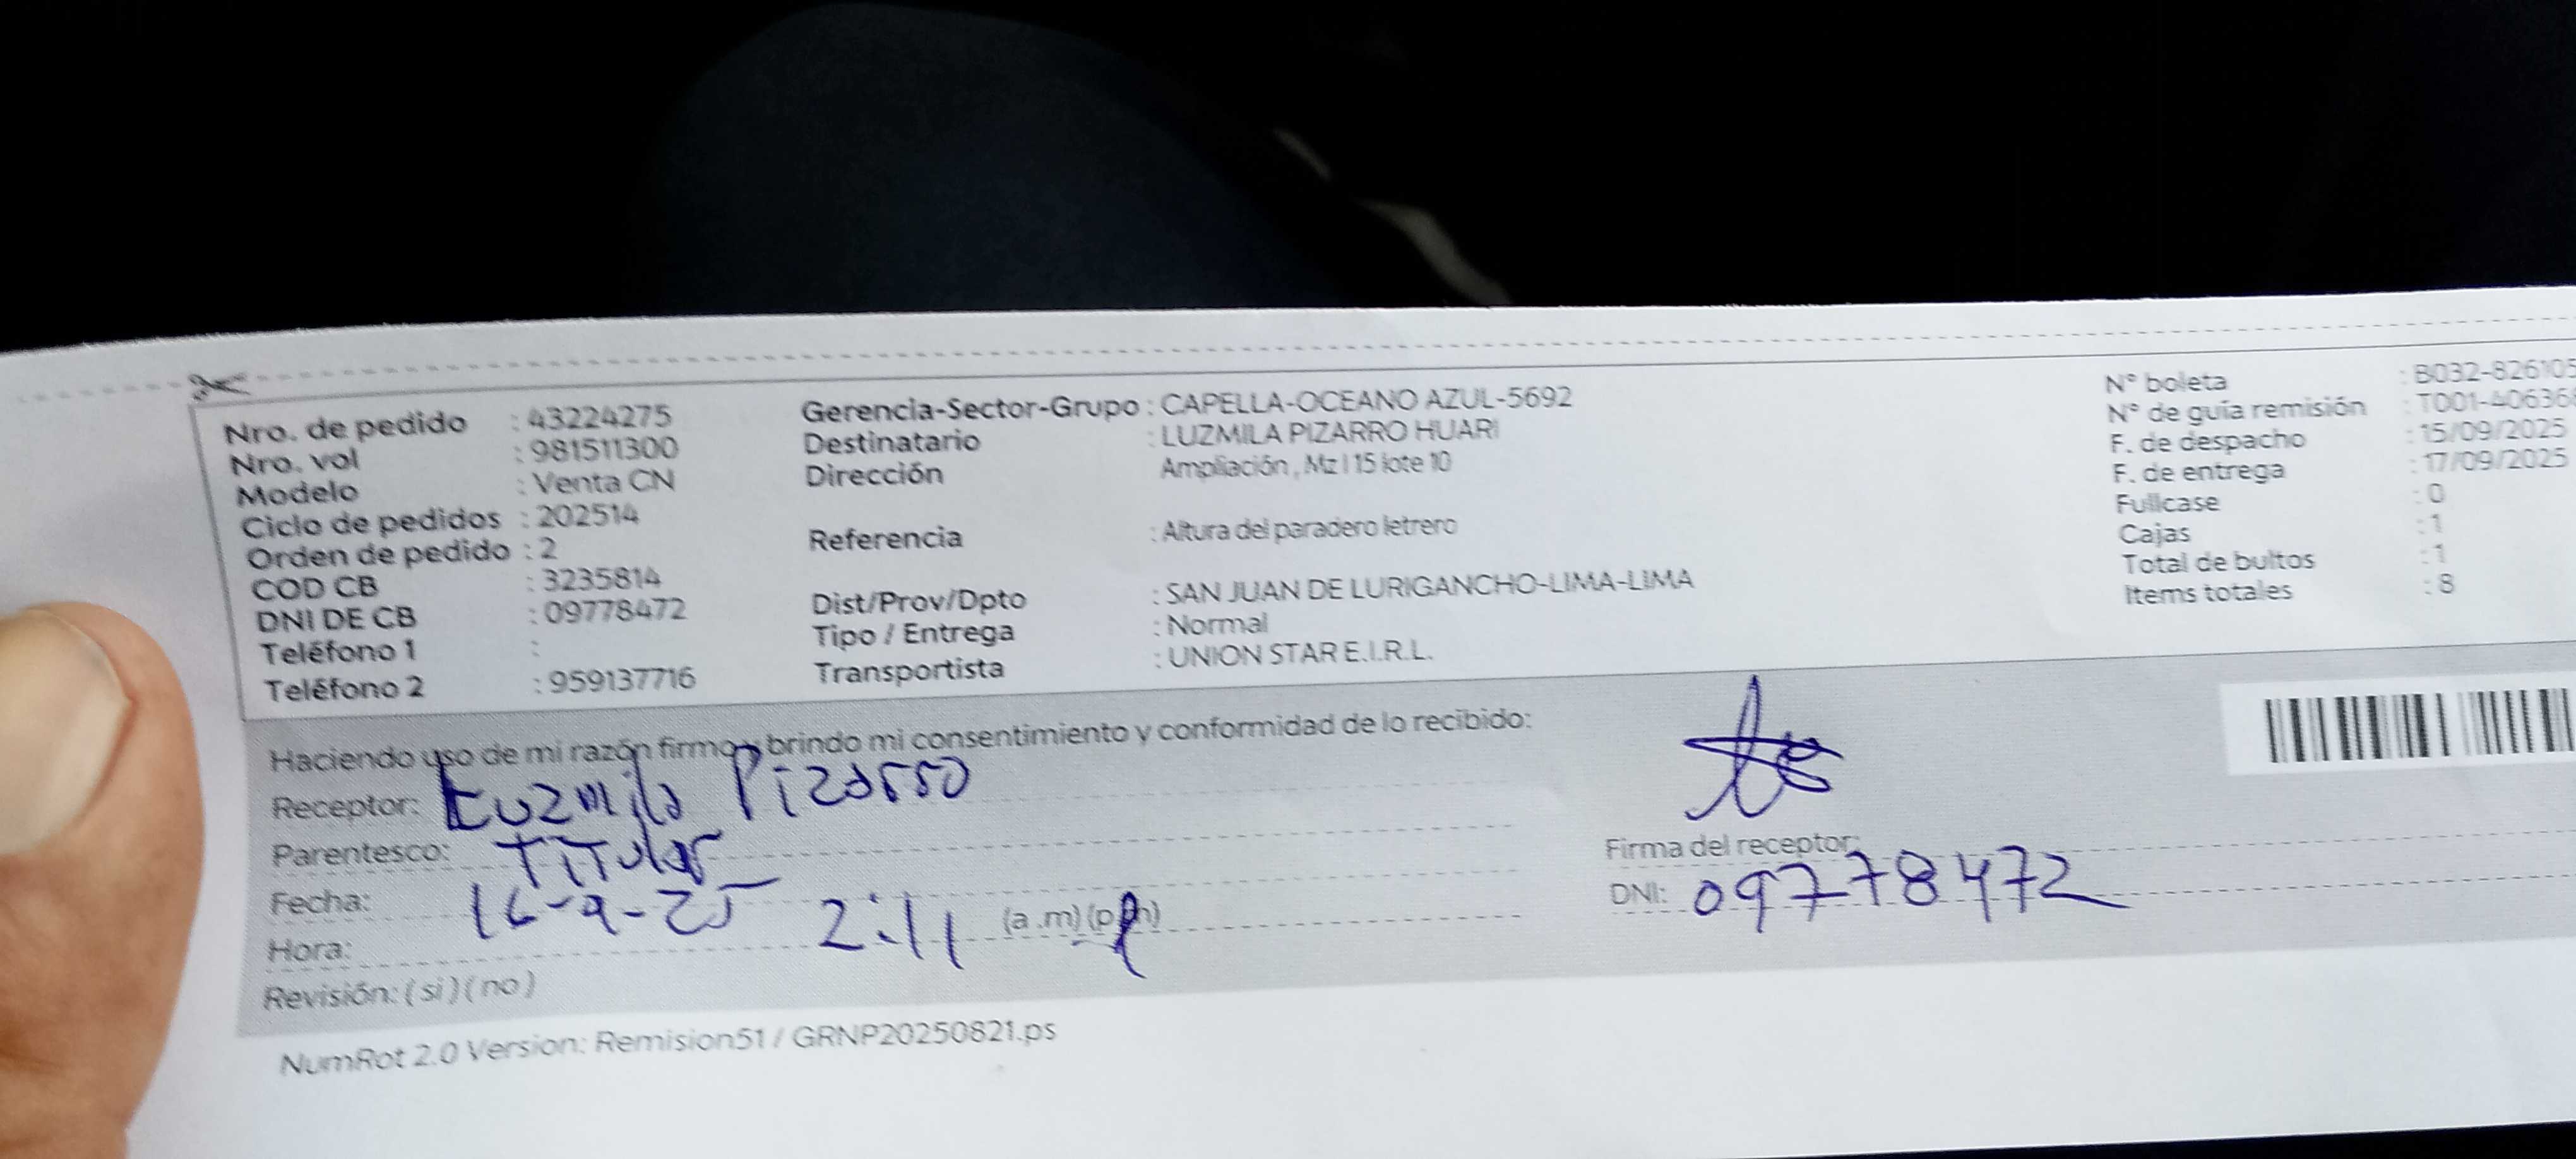 Nro. de pedido : 43224275
Nro. vol : 981511300
Modelo : Venta CN
Ciclo de pedidos : 202514
Orden de pedido : 2
COD CB : 3235814
DNI DE CB : 09778472
Teléfono 1 :
Teléfono 2 : 959137716
Gerencia-Sector-Grupo : CAPELLA-OCEANO AZUL-5692
Destinatario : LUZMILA PIZARRO HUARI
Dirección Ampliación , Mz I 15 lote 10
Referencia : Altura del paradero letrero
Dist/Prov/Dpto : SAN JUAN DE LURIGANCHO-LIMA-LIMA
Tipo / Entrega : Normal
Transportista : UNION STAR E.I.R.L.
N° boleta : B032-826105
N° de guía remisión : T001-406368
F. de despacho : 15/09/2025
F. de entrega : 17/09/2025
Fullcase : 0
Cajas : 1
Total de bultos : 1
Items totales : 8
Haciendo uso de mi razón firmo y brindo mi consentimiento y conformidad de lo recibido:
Receptor: Luzmila Pizarro
Parentesco: Titular
Fecha: 16-9-25
Hora: 2:11 (a.m) (p.m)
Revisión: ( si ) ( no )
Firma del receptor:
DNI: 09778472
NumRot 2.0 Version: Remision51 / GRNP20250821.ps